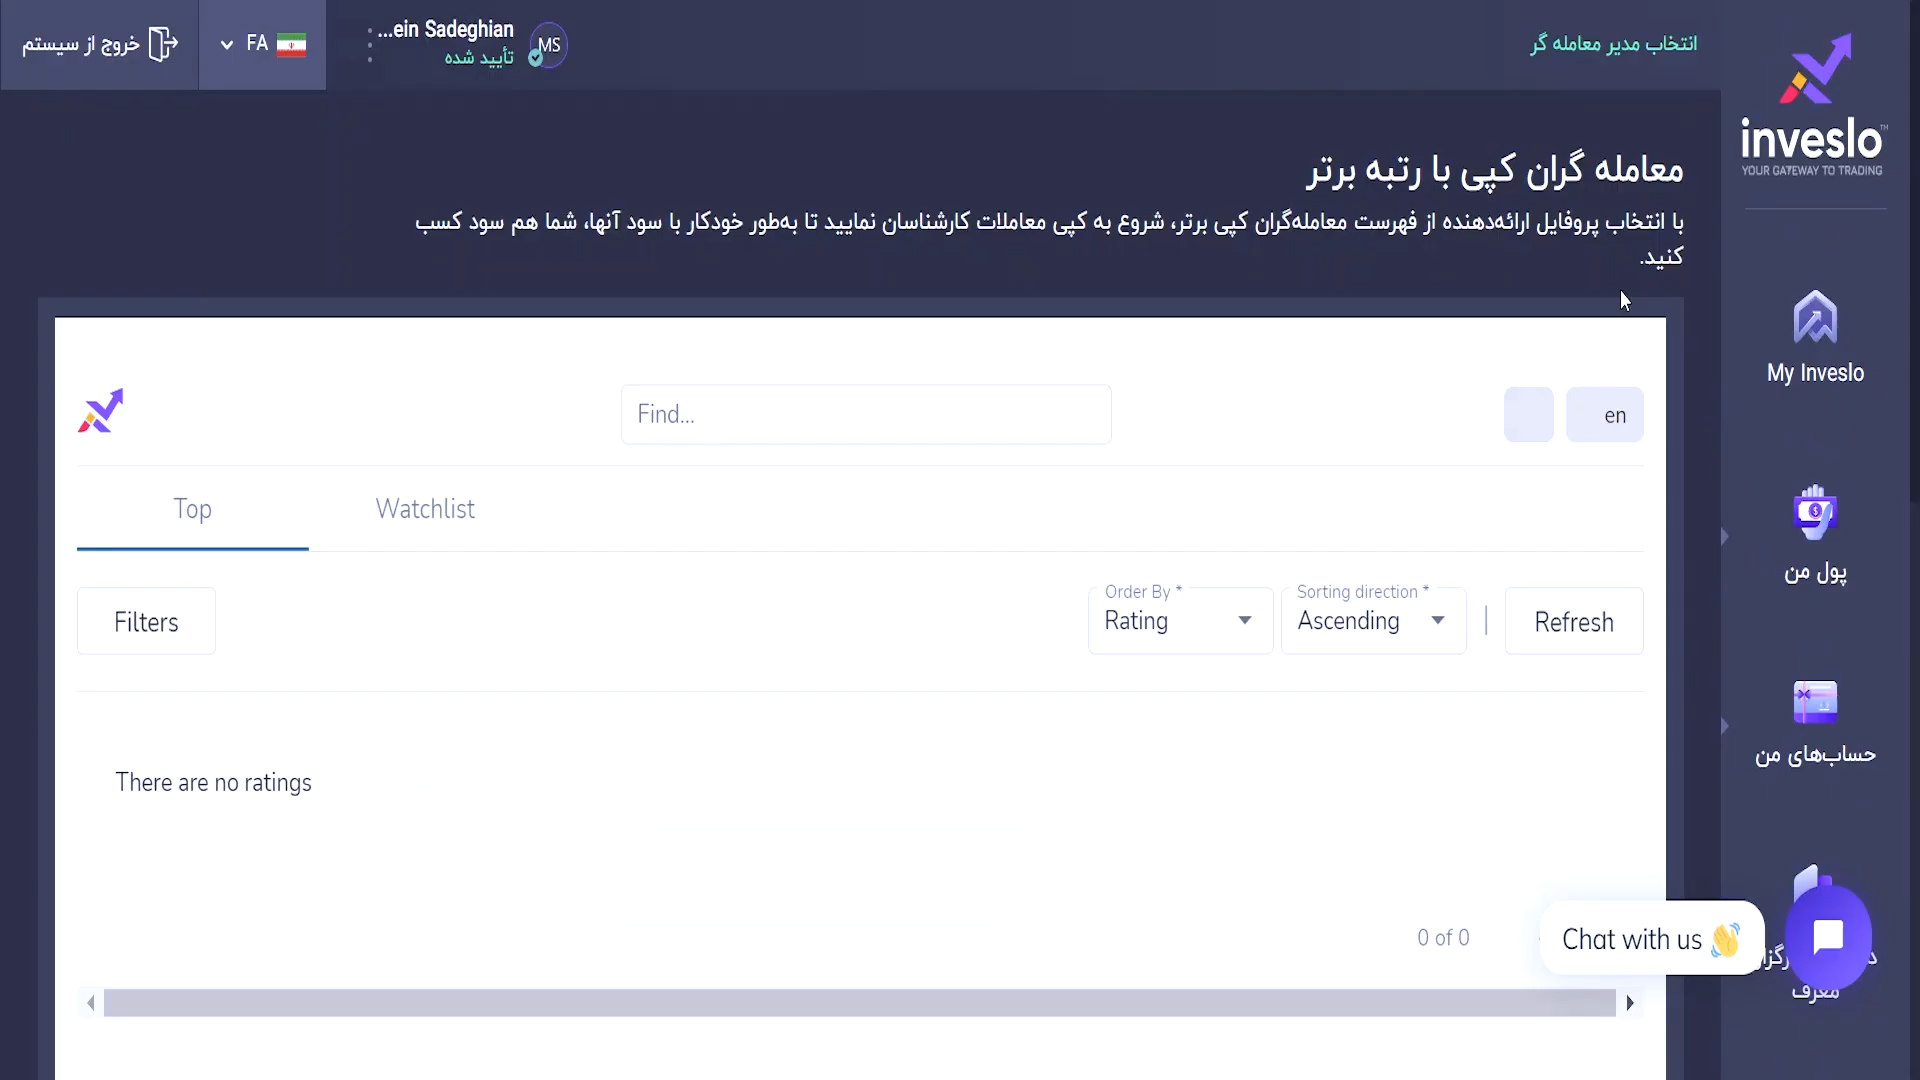 انتخاب مدیر معامله گر
...ein Sadeghian
تأیید شده
MS
FA
خروج از سیستم
inveslo™
YOUR GATEWAY TO TRADING
معامله گران کپی با رتبه برتر
با انتخاب پروفایل ارائه‌دهنده از فهرست معامله‌گران کپی برتر، شروع به کپی معاملات کارشناسان نمایید تا به‌طور خودکار با سود آنها، شما هم سود کسب
کنید.
My Inveslo
پول من
حساب‌های من
معرف
Find...
en
Top
Watchlist
Filters
Order By *
Rating
Sorting direction *
Ascending
Refresh
There are no ratings
0 of 0
Chat with us 👋